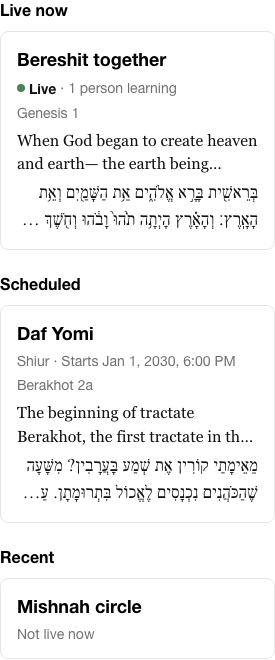 Live now
Bereshit together
Live · 1 person learning
Genesis 1
When God began to create heaven
and earth— the earth being…
בְּרֵאשִׁ֖ית בָּרָ֣א אֱלֹהִ֑ים אֵ֥ת הַשָּׁמַ֖יִם וְאֵ֥ת
הָאָֽרֶץ׃ וְהָאָ֗רֶץ הָיְתָ֥ה תֹ֙הוּ֙ וָבֹ֔הוּ וְחֹ֖שֶׁךְ …
Scheduled
Daf Yomi
Shiur · Starts Jan 1, 2030, 6:00 PM
Berakhot 2a
The beginning of tractate
Berakhot, the first tractate in th…
מֵאֵימָתַי קוֹרִין אֶת שְׁמַע בָּעֲרָבִין? מִשָּׁעָה
שֶׁהַכֹּהֲנִים נִכְנָסִים לֶאֱכוֹל בִּתְרוּמָתָן. עַ…
Recent
Mishnah circle
Not live now